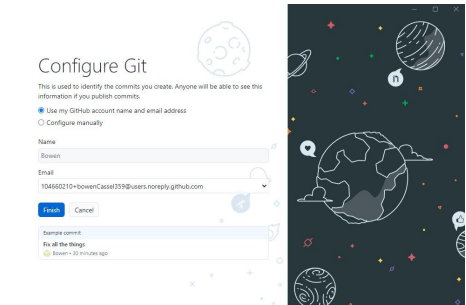 Configure Git
This is used to identify the commits you create. Anyone will be able to see this
information if you publish commits.
Use my GitHub account name and email address
Configure manually
Name
Bowen
Email
104660210+bowenCassel359@users.noreply.github.com
Finish Cancel
Example commit
Fix all the things
Bowen • 30 minutes ago
n